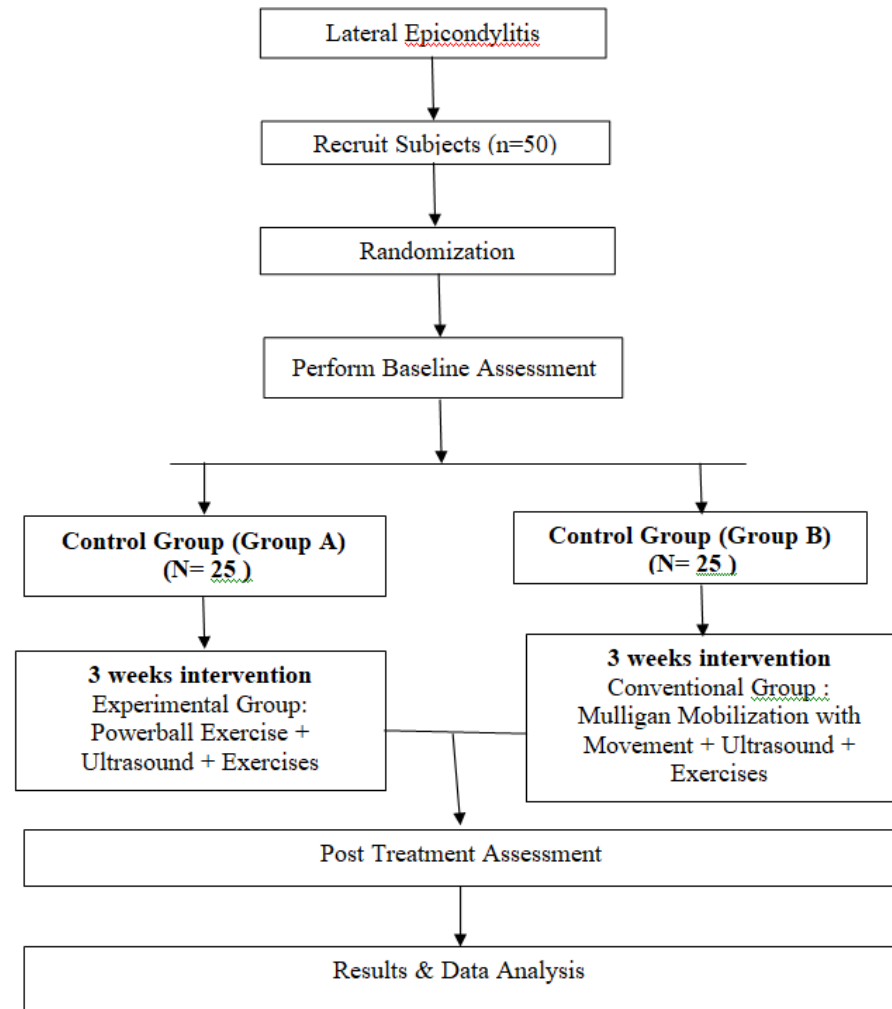 Lateral Epicondylitis
Recruit Subjects (n=50)
Randomization
Perform Baseline Assessment
Control Group (Group A)
(N= 25 )
Control Group (Group B)
(N= 25 )
3 weeks intervention
Experimental Group:
Powerball Exercise +
Ultrasound + Exercises
3 weeks intervention
Conventional Group :
Mulligan Mobilization with
Movement + Ultrasound +
Exercises
Post Treatment Assessment
Results & Data Analysis